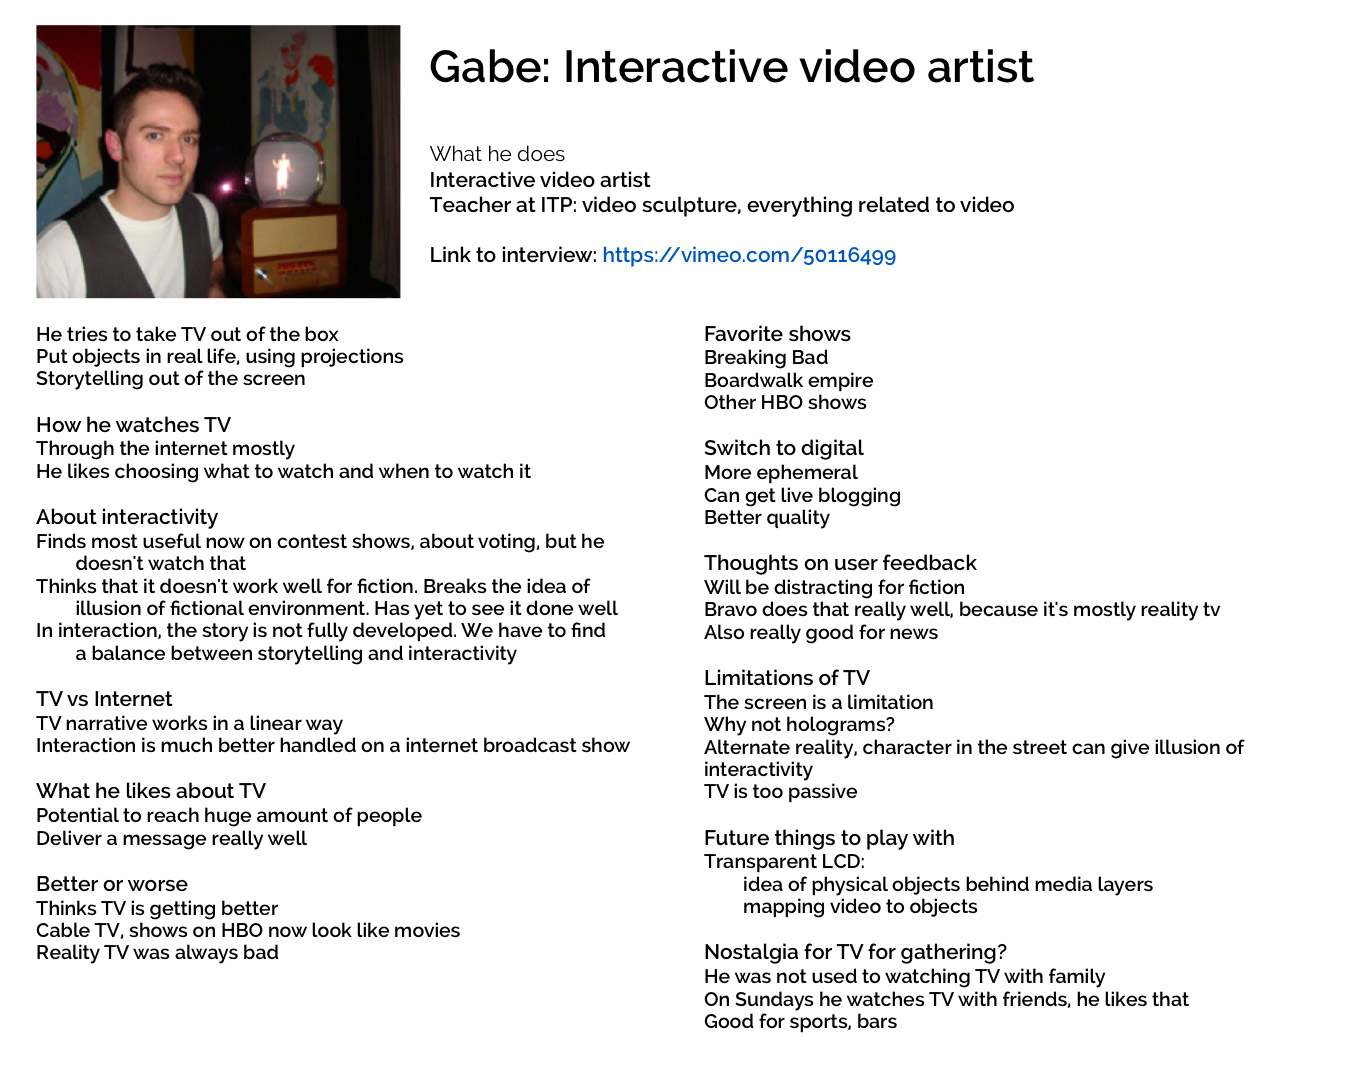 Gabe: Interactive video artist
What he does
Interactive video artist
Teacher at ITP: video sculpture, everything related to video
Link to interview: https://vimeo.com/50116499
He tries to take TV out of the box
Put objects in real life, using projections
Storytelling out of the screen
How he watches TV
Through the internet mostly
He likes choosing what to watch and when to watch it
About interactivity
Finds most useful now on contest shows, about voting, but he
doesn't watch that
Thinks that it doesn't work well for fiction. Breaks the idea of
illusion of fictional environment. Has yet to see it done well
In interaction, the story is not fully developed. We have to find
a balance between storytelling and interactivity
TV vs Internet
TV narrative works in a linear way
Interaction is much better handled on a internet broadcast show
What he likes about TV
Potential to reach huge amount of people
Deliver a message really well
Better or worse
Thinks TV is getting better
Cable TV, shows on HBO now look like movies
Reality TV was always bad
Favorite shows
Breaking Bad
Boardwalk empire
Other HBO shows
Switch to digital
More ephemeral
Can get live blogging
Better quality
Thoughts on user feedback
Will be distracting for fiction
Bravo does that really well, because it's mostly reality tv
Also really good for news
Limitations of TV
The screen is a limitation
Why not holograms?
Alternate reality, character in the street can give illusion of
interactivity
TV is too passive
Future things to play with
Transparent LCD:
idea of physical objects behind media layers
mapping video to objects
Nostalgia for TV for gathering?
He was not used to watching TV with family
On Sundays he watches TV with friends, he likes that
Good for sports, bars